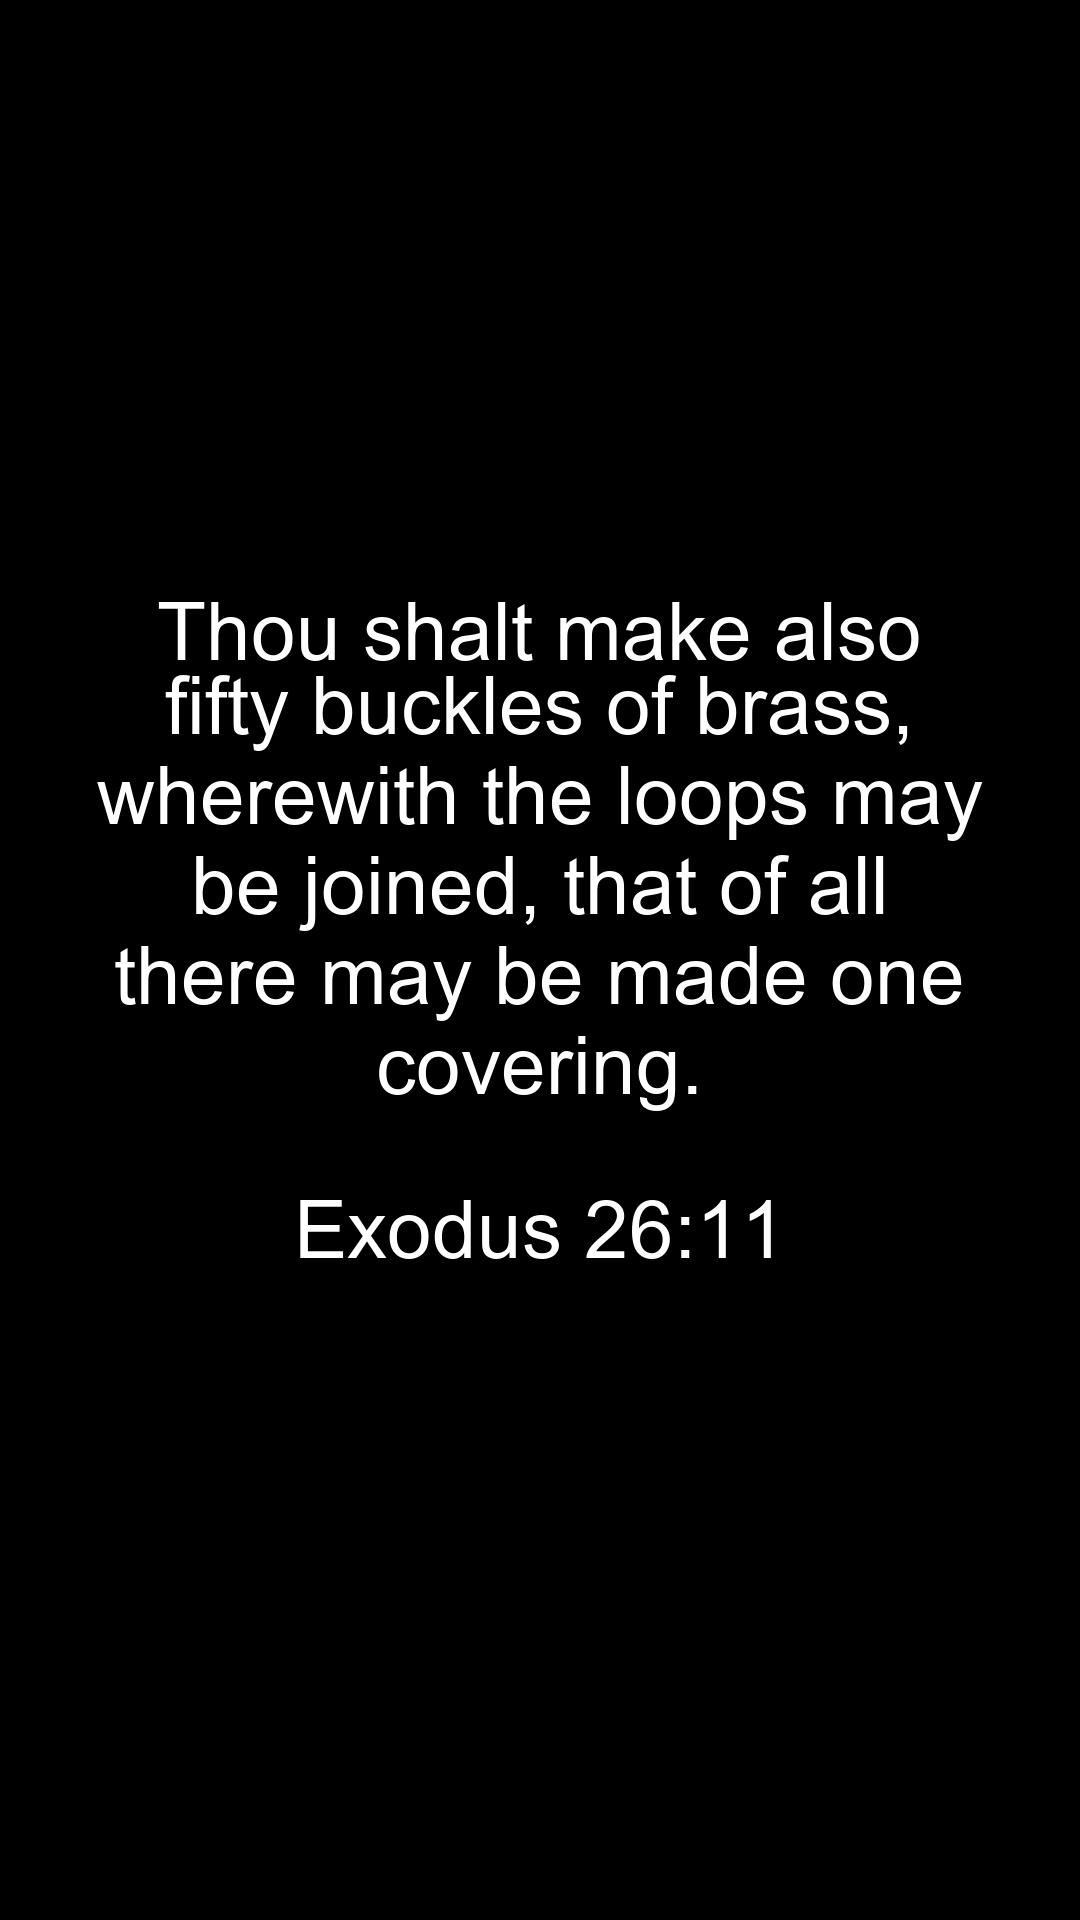 Thou shalt make also
fifty buckles of brass,
wherewith the loops may
be joined, that of all
there may be made one
covering.
Exodus 26:11